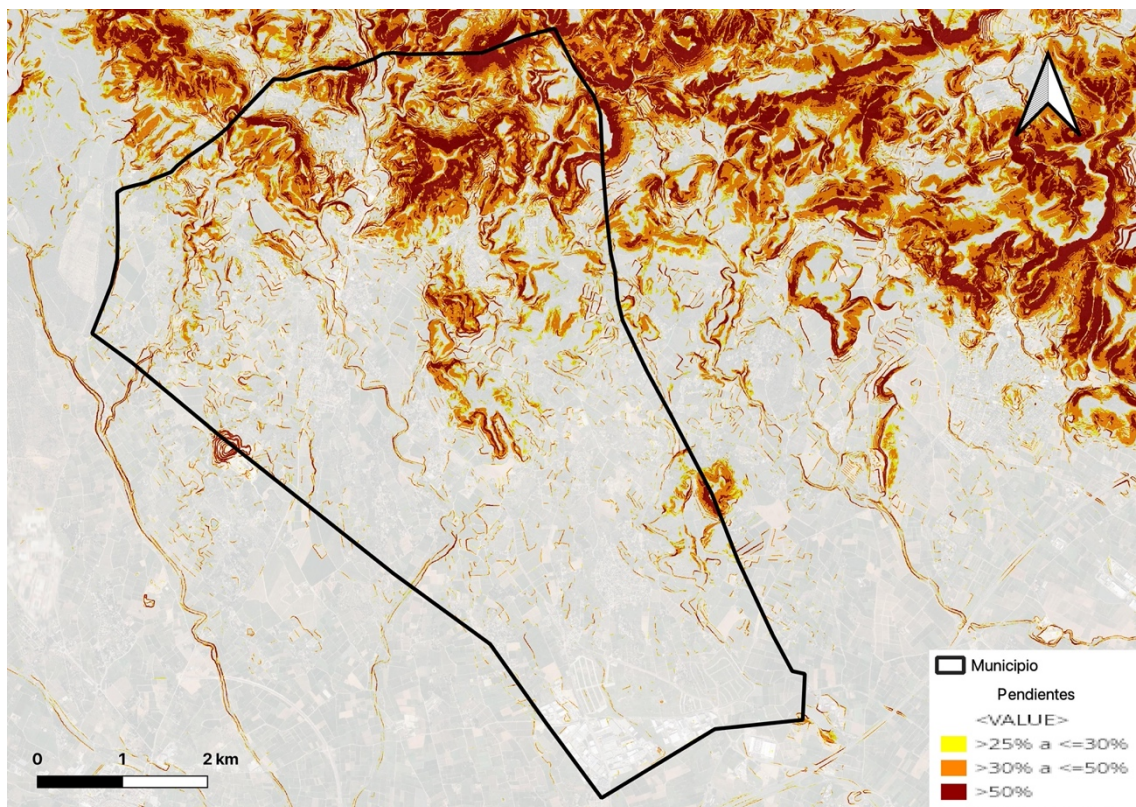 Municipio
Pendientes
<VALUE>
>25% a <=30%
>30% a <=50%
>50%
0 1 2 km